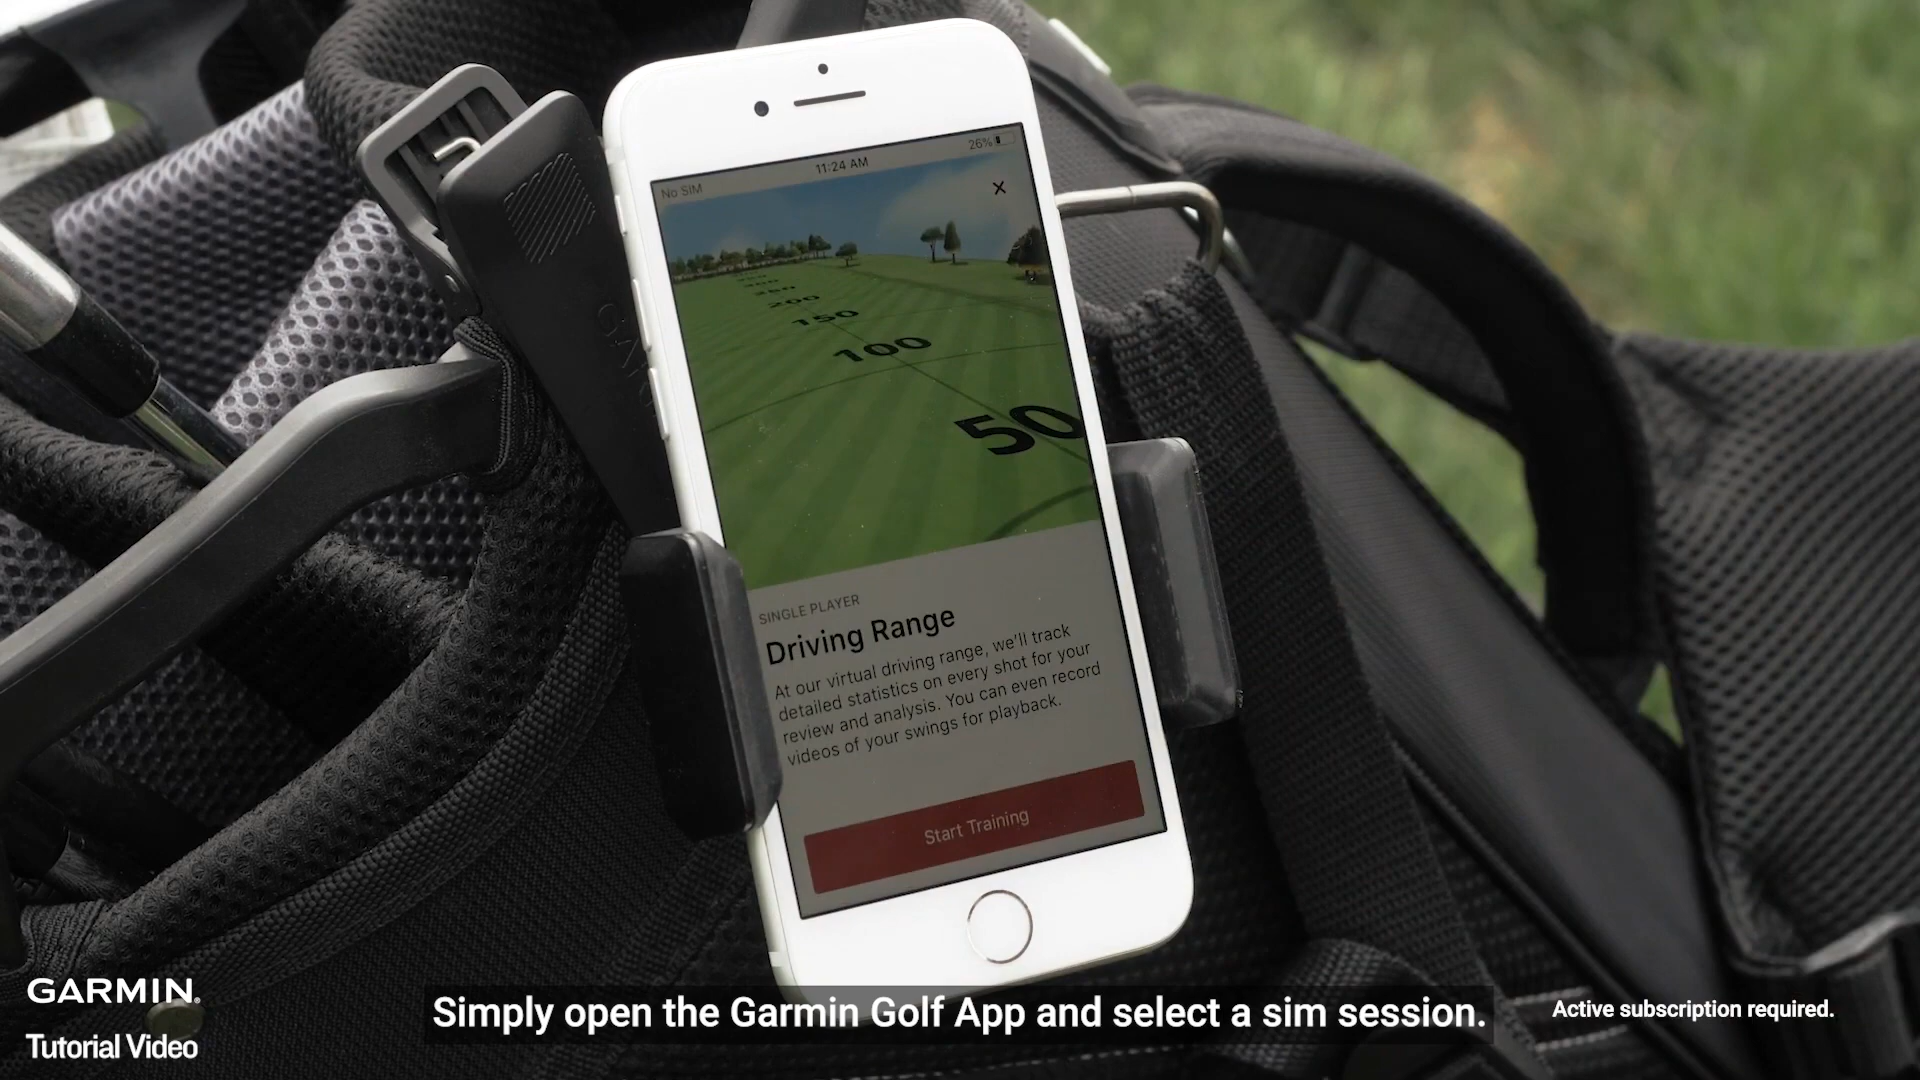 No SIM
11:24 AM
26%
200
150
100
50
SINGLE PLAYER
Driving Range
At our virtual driving range, we'll track
detailed statistics on every shot for your
review and analysis. You can even record
videos of your swings for playback.
Start Training
GARMIN.
Tutorial Video
Simply open the Garmin Golf App and select a sim session.
Active subscription required.